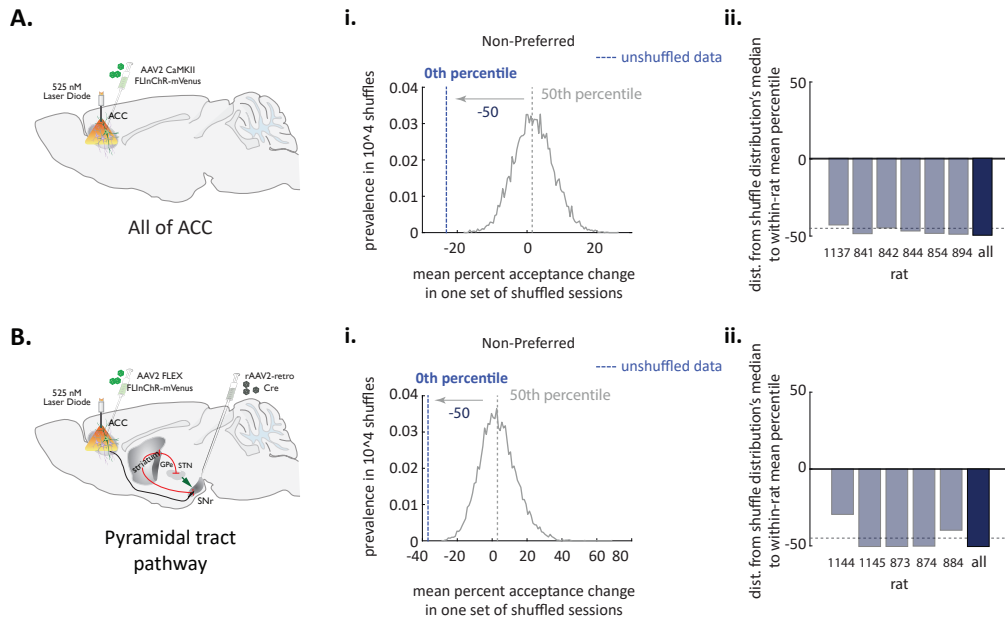 A.
AAV2 CaMKII
FLInChR-mVenus
525 nM
Laser Diode
ACC
All of ACC
i.
Non-Preferred
unshuffled data
0th percentile
50th percentile
-50
prevalence in 10^4 shuffles
0.04
0.03
0.02
0.01
0
-20
0
20
mean percent acceptance change
in one set of shuffled sessions
ii.
dist. from shuffle distribution's median
to within-rat mean percentile
50
0
-50
1137 841 842 844 854 894 all
rat
B.
AAV2 FLEX
FLInChR-mVenus
rAAV2-retro
Cre
525 nM
Laser Diode
ACC
striatum
GPe
STN
SNr
Pyramidal tract
pathway
i.
Non-Preferred
unshuffled data
0th percentile
50th percentile
-50
prevalence in 10^4 shuffles
0.04
0.03
0.02
0.01
0
-40 -20 0 20 40 60 80
mean percent acceptance change
in one set of shuffled sessions
ii.
dist. from shuffle distribution's median
to within-rat mean percentile
50
0
-50
1144 1145 873 874 884 all
rat